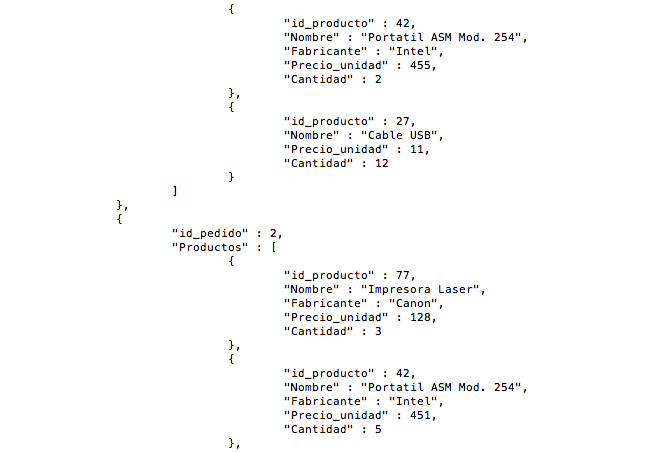 {
"id_producto" : 42,
"Nombre" : "Portatil ASM Mod. 254",
"Fabricante" : "Intel",
"Precio_unidad" : 455,
"Cantidad" : 2
},
{
"id_producto" : 27,
"Nombre" : "Cable USB",
"Precio_unidad" : 11,
"Cantidad" : 12
}
]
},
{
"id_pedido" : 2,
"Productos" : [
{
"id_producto" : 77,
"Nombre" : "Impresora Laser",
"Fabricante" : "Canon",
"Precio_unidad" : 128,
"Cantidad" : 3
},
{
"id_producto" : 42,
"Nombre" : "Portatil ASM Mod. 254",
"Fabricante" : "Intel",
"Precio_unidad" : 451,
"Cantidad" : 5
},